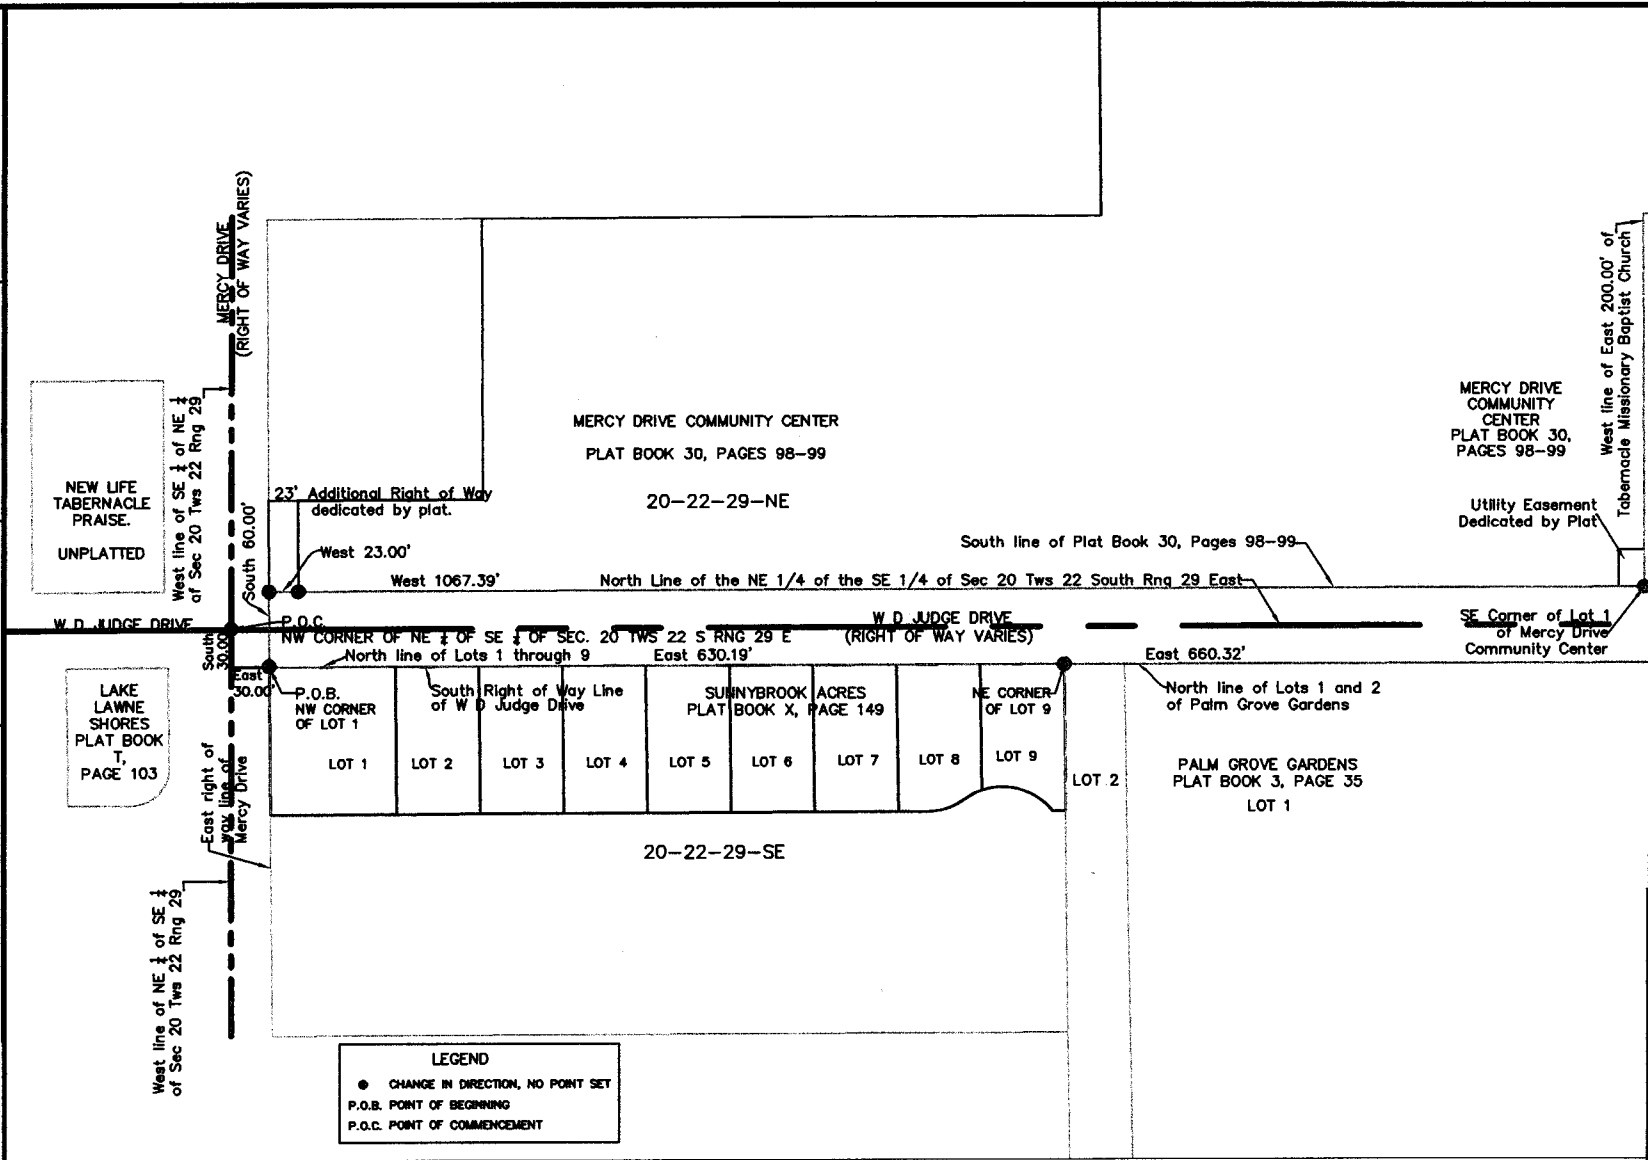 MERCY DRIVE
(RIGHT OF WAY VARIES)
West line of SE ¼ of NE ¼
of Sec 20 Tws 22 Rng 29
NEW LIFE
TABERNACLE
PRAISE.
UNPLATTED
MERCY DRIVE COMMUNITY CENTER
PLAT BOOK 30, PAGES 98-99
20-22-29-NE
MERCY DRIVE
COMMUNITY
CENTER
PLAT BOOK 30,
PAGES 98-99
West line of East 200.00' of
Tabernacle Missionary Baptist Church
Utility Easement
Dedicated by Plat
23' Additional Right of Way
dedicated by plat.
South 60.00'
West 23.00'
West 1067.39'
North Line of the NE 1/4 of the SE 1/4 of Sec 20 Tws 22 South Rng 29 East
South line of Plat Book 30, Pages 98-99
W D JUDGE DRIVE
P.O.C.
NW CORNER OF NE ¼ OF SE ¼ OF SEC. 20 TWS 22 S RNG 29 E
W D JUDGE DRIVE
(RIGHT OF WAY VARIES)
SE Corner of Lot 1
of Mercy Drive
Community Center
South
30.00'
East
30.00'
North line of Lots 1 through 9
East 630.19'
East 660.32'
P.O.B.
NW CORNER
OF LOT 1
South Right of Way Line
of W D Judge Drive
SUNNYBROOK ACRES
PLAT BOOK X, PAGE 149
NE CORNER
OF LOT 9
North line of Lots 1 and 2
of Palm Grove Gardens
LAKE
LAWNE
SHORES
PLAT BOOK
T,
PAGE 103
East right of
way line of
Mercy Drive
LOT 1
LOT 2
LOT 3
LOT 4
LOT 5
LOT 6
LOT 7
LOT 8
LOT 9
LOT 2
PALM GROVE GARDENS
PLAT BOOK 3, PAGE 35
LOT 1
20-22-29-SE
West line of NE ¼ of SE ¼
of Sec 20 Tws 22 Rng 29
LEGEND
CHANGE IN DIRECTION, NO POINT SET
P.O.B. POINT OF BEGINNING
P.O.C. POINT OF COMMENCEMENT